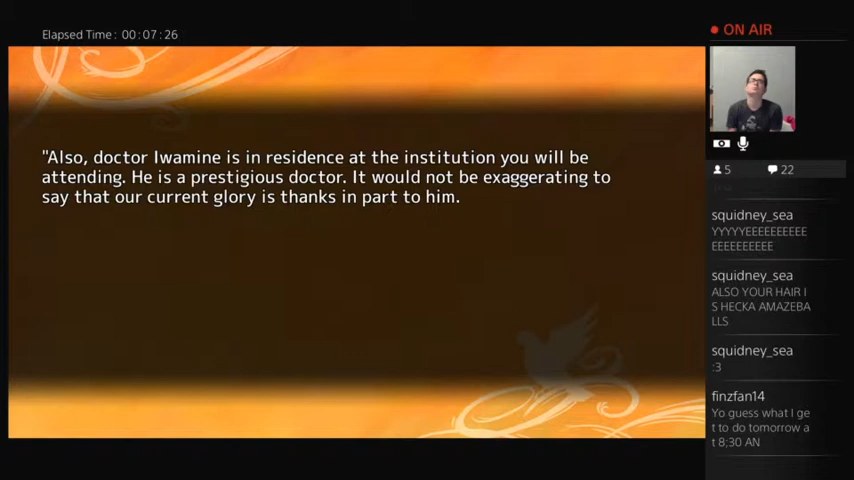 Elapsed Time: 00:07:26
ON AIR
"Also, doctor Iwamine is in residence at the institution you will be
attending. He is a prestigious doctor. It would not be exaggerating to
say that our current glory is thanks in part to him.
5
22
squidney_sea
YYYYYEEEEEEEEEE
EEEEEEEEEE
squidney_sea
ALSO YOUR HAIR I
S HECKA AMAZEBA
LLS
squidney_sea
:3
finzfan14
Yo guess what I ge
t to do tomorrow a
t 8;30 AN